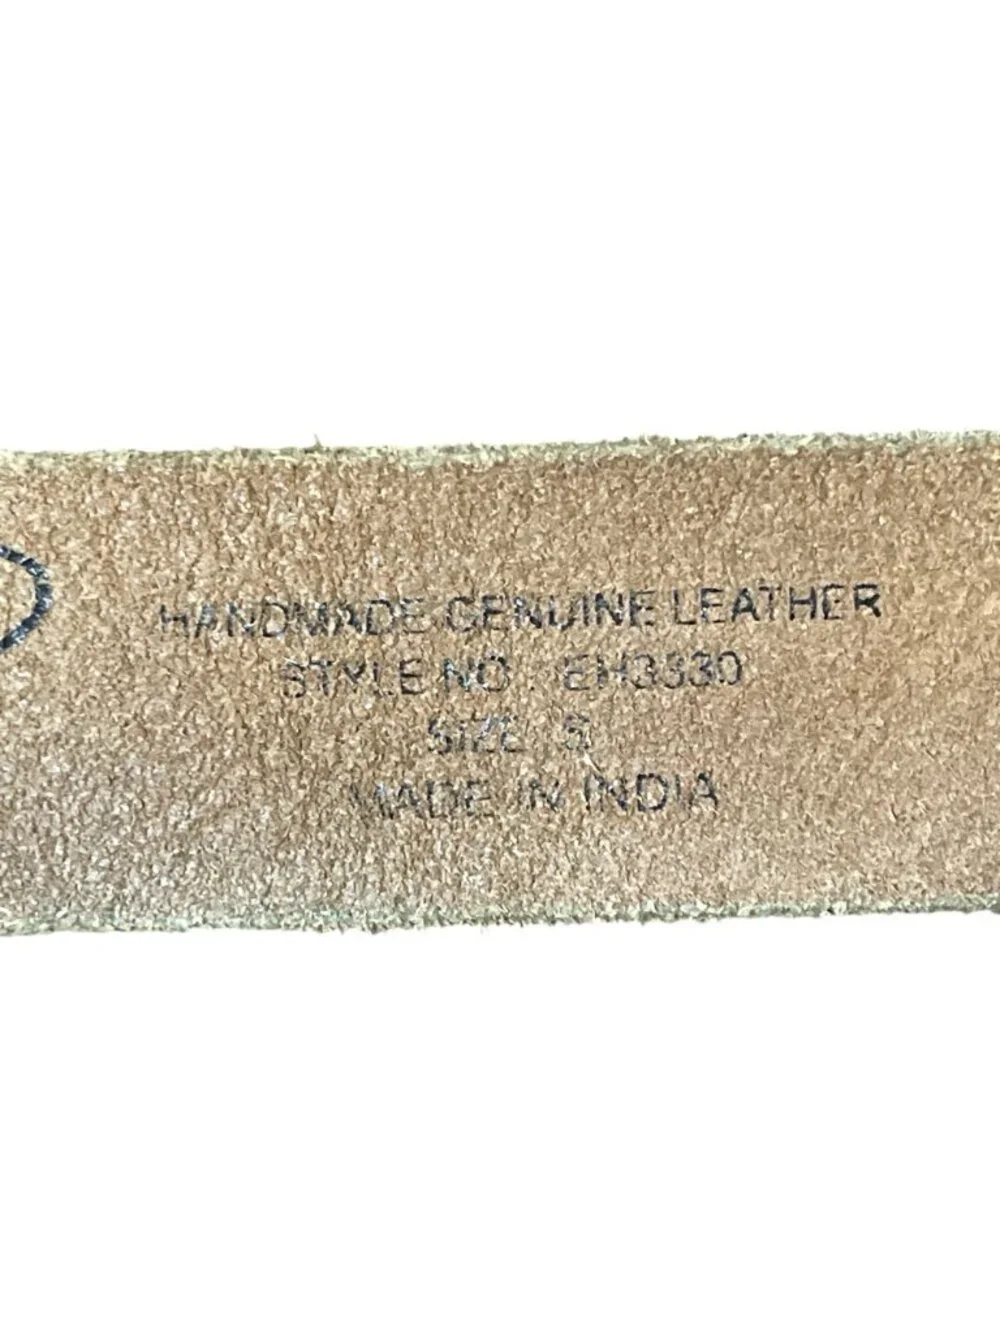 HANDMADE GENUINE LEATHER
STYLE NO : EH3330
SIZE S
MADE IN INDIA